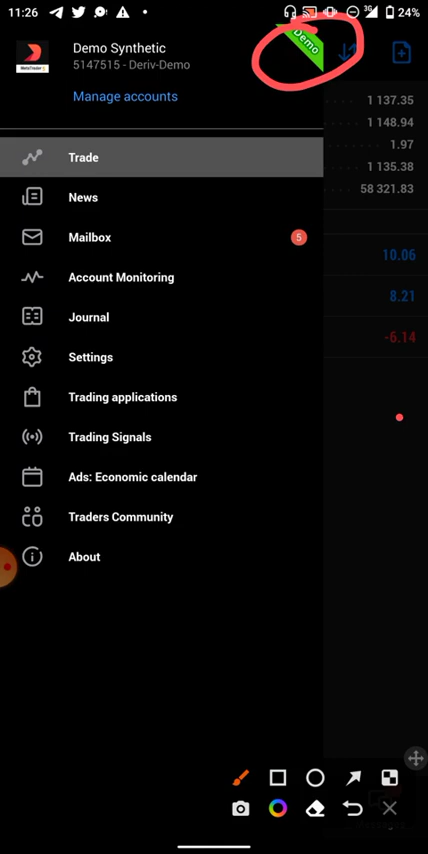 11:26
3G
24%
Demo
Demo Synthetic
5147515 - Deriv-Demo
Manage accounts
1 137.35
1 148.94
1.97
1 135.38
58 321.83
Trade
News
10.06
Mailbox
5
Account Monitoring
8.21
Journal
-6.14
Settings
Trading applications
Trading Signals
Ads: Economic calendar
Traders Community
About